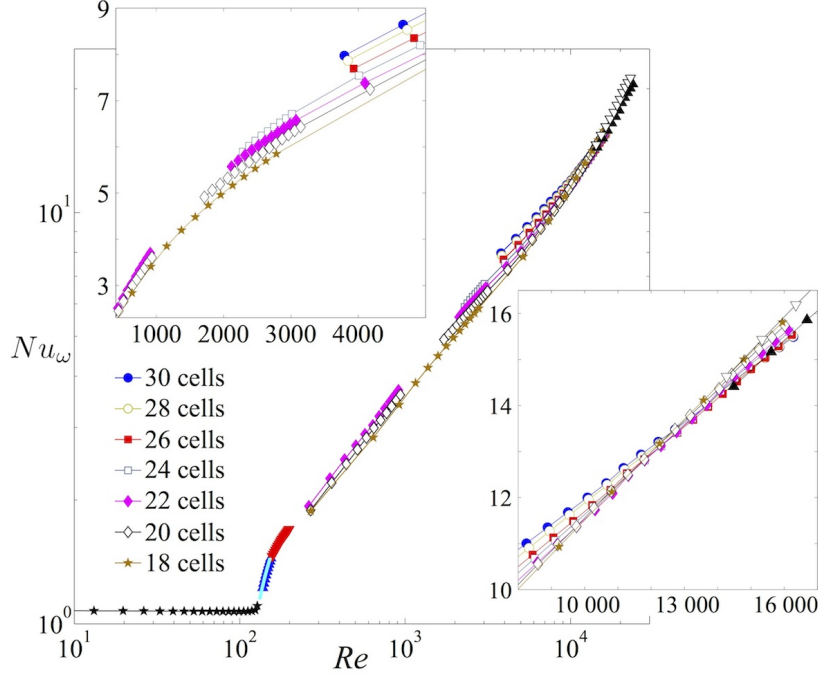 9
7
5
3
1000 2000 3000 4000
10^1
Nu_ω
30 cells
28 cells
26 cells
24 cells
22 cells
20 cells
18 cells
16
14
12
10
10 000 13 000 16 000
10^0
10^1 10^2 10^3 10^4
Re